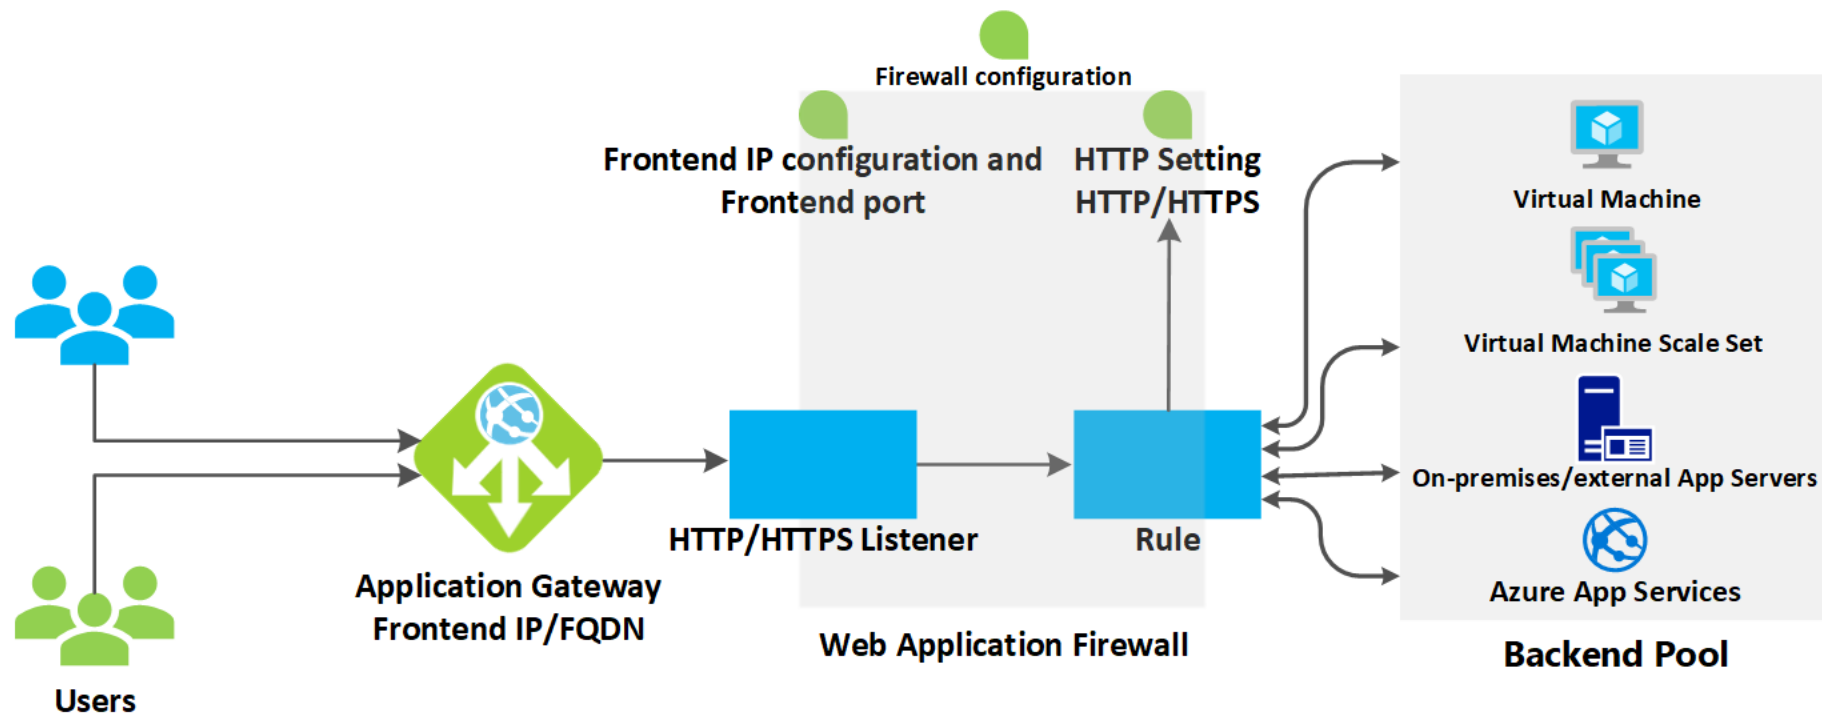 Firewall configuration
Frontend IP configuration and
Frontend port
HTTP Setting
HTTP/HTTPS
Virtual Machine
Virtual Machine Scale Set
On-premises/external App Servers
Azure App Services
Backend Pool
HTTP/HTTPS Listener
Rule
Web Application Firewall
Application Gateway
Frontend IP/FQDN
Users